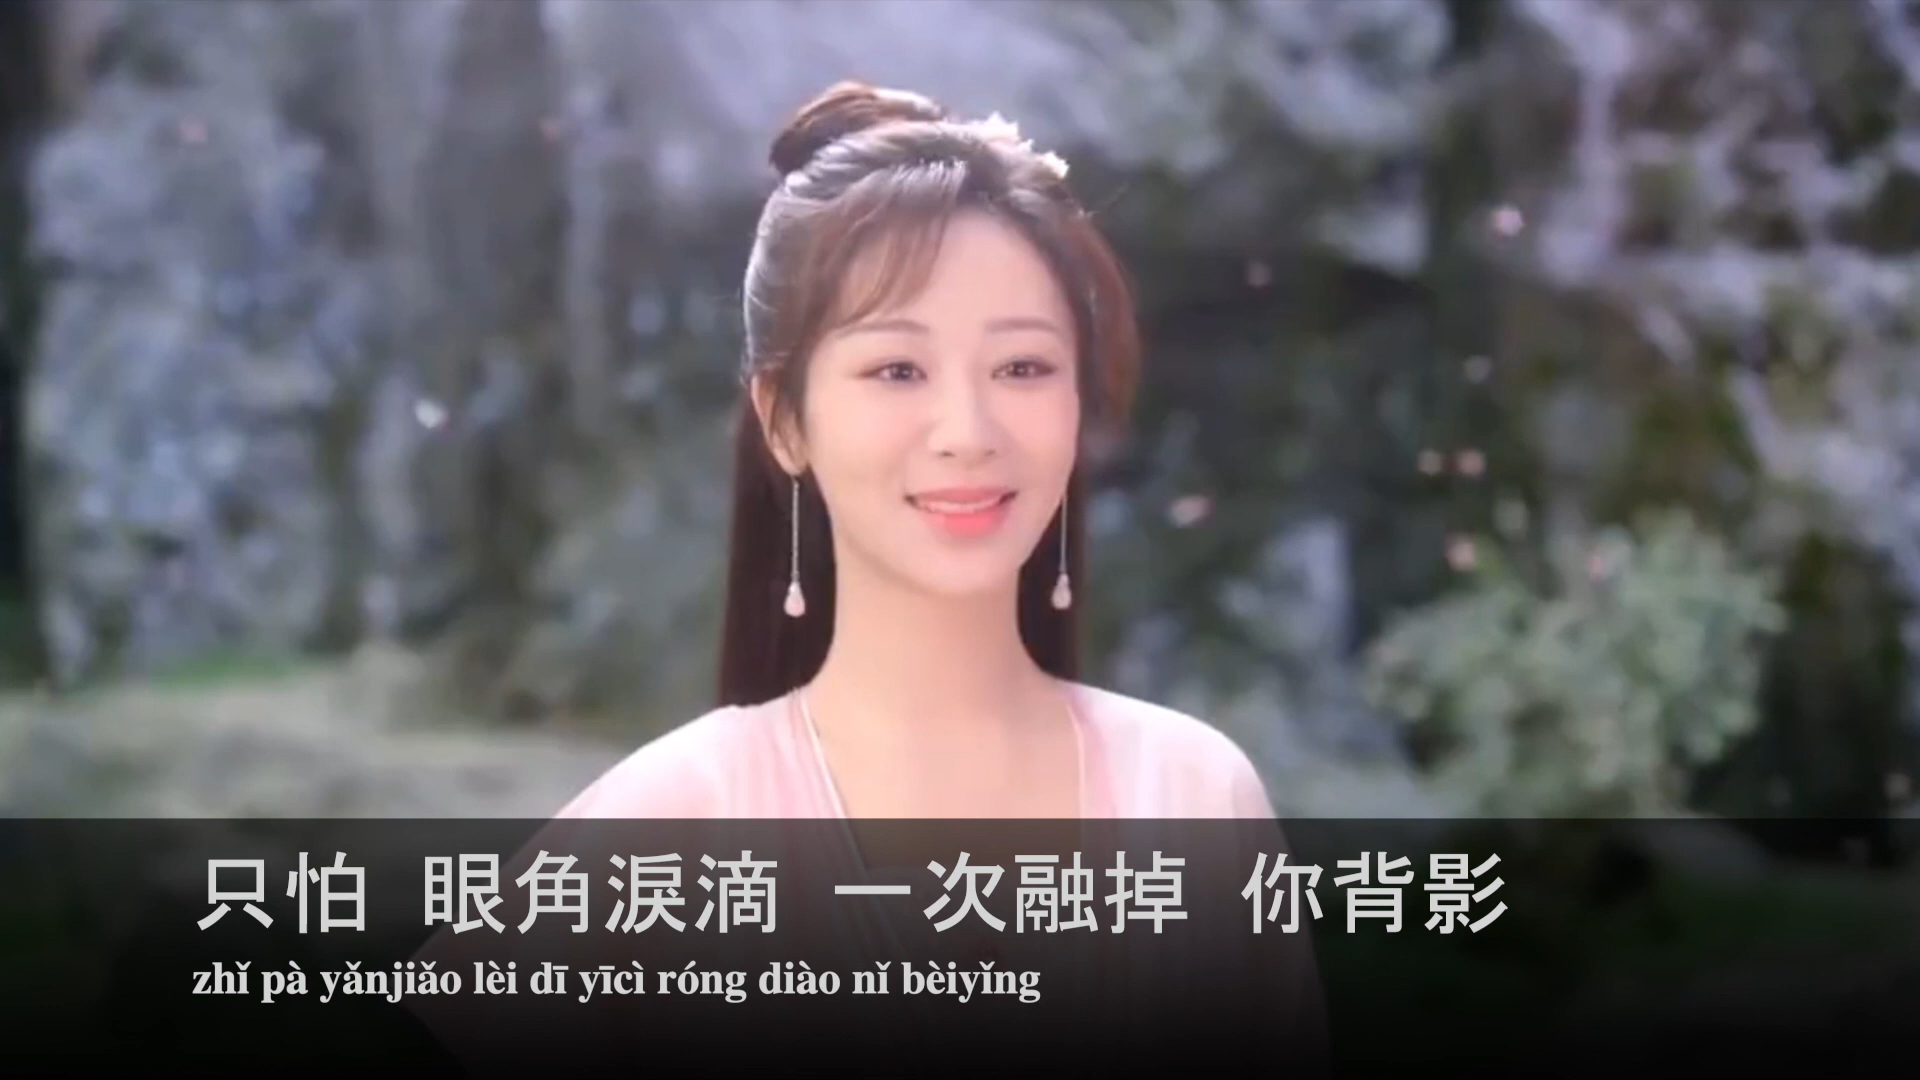 只怕 眼角淚滴 一次融掉 你背影
zhǐ pà yǎnjiǎo lèi dī yīcì róng diào nǐ bèiyǐng